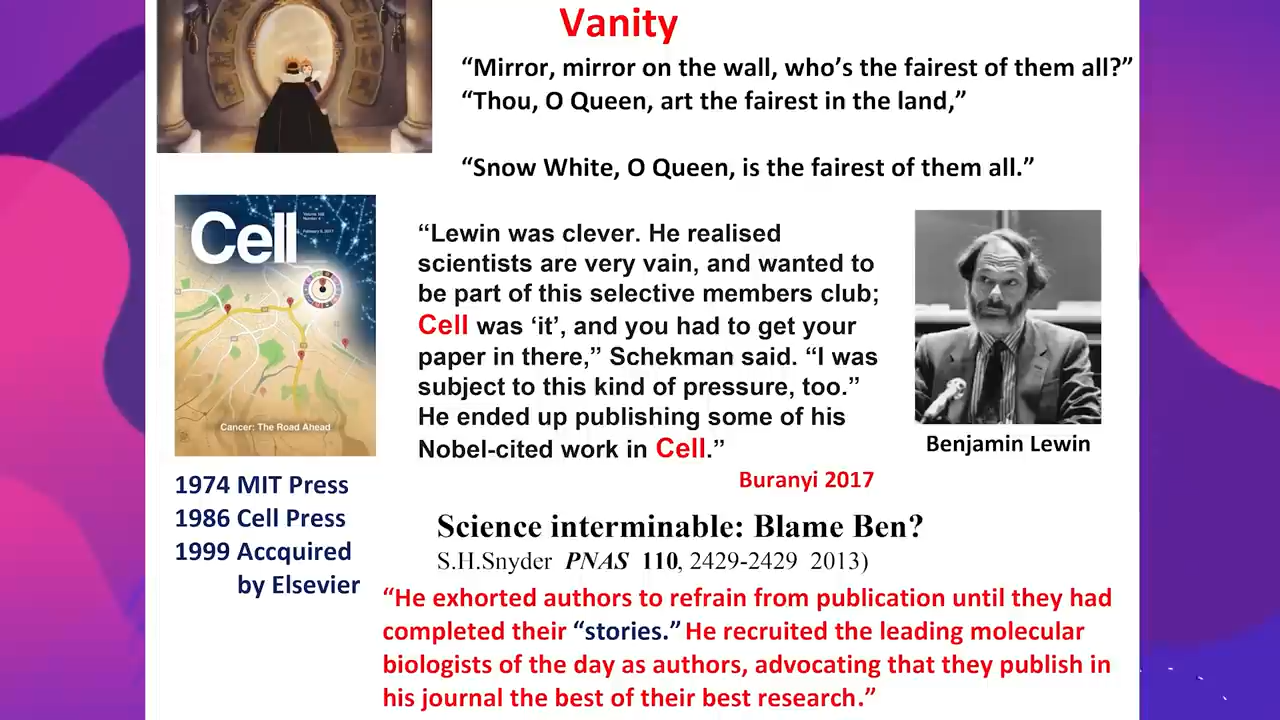 Vanity
“Mirror, mirror on the wall, who’s the fairest of them all?”
“Thou, O Queen, art the fairest in the land,”
“Snow White, O Queen, is the fairest of them all.”
Cell
February 9, 2017
Cancer: The Road Ahead
“Lewin was clever. He realised
scientists are very vain, and wanted to
be part of this selective members club;
Cell was ‘it’, and you had to get your
paper in there,” Schekman said. “I was
subject to this kind of pressure, too.”
He ended up publishing some of his
Nobel-cited work in Cell.”
Buranyi 2017
Benjamin Lewin
1974 MIT Press
1986 Cell Press
1999 Accquired
by Elsevier
Science interminable: Blame Ben?
S.H.Snyder PNAS 110, 2429-2429 2013)
“He exhorted authors to refrain from publication until they had
completed their “stories.” He recruited the leading molecular
biologists of the day as authors, advocating that they publish in
his journal the best of their best research.”